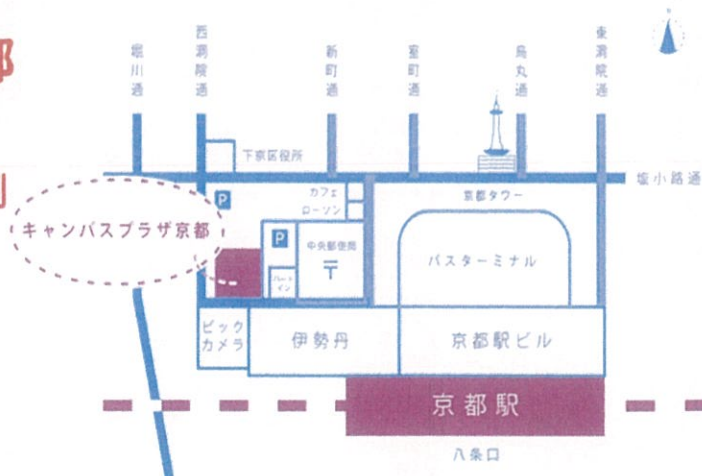 都
堀川通
西洞院通
新町通
室町通
烏丸通
東洞院通
下京区役所
塩小路通
P
カフェ
ローソン
京都タワー
キャンパスプラザ京都
P
中央郵便局
〒
バスターミナル
ビック
カメラ
伊勢丹
京都駅ビル
京都駅
八条口